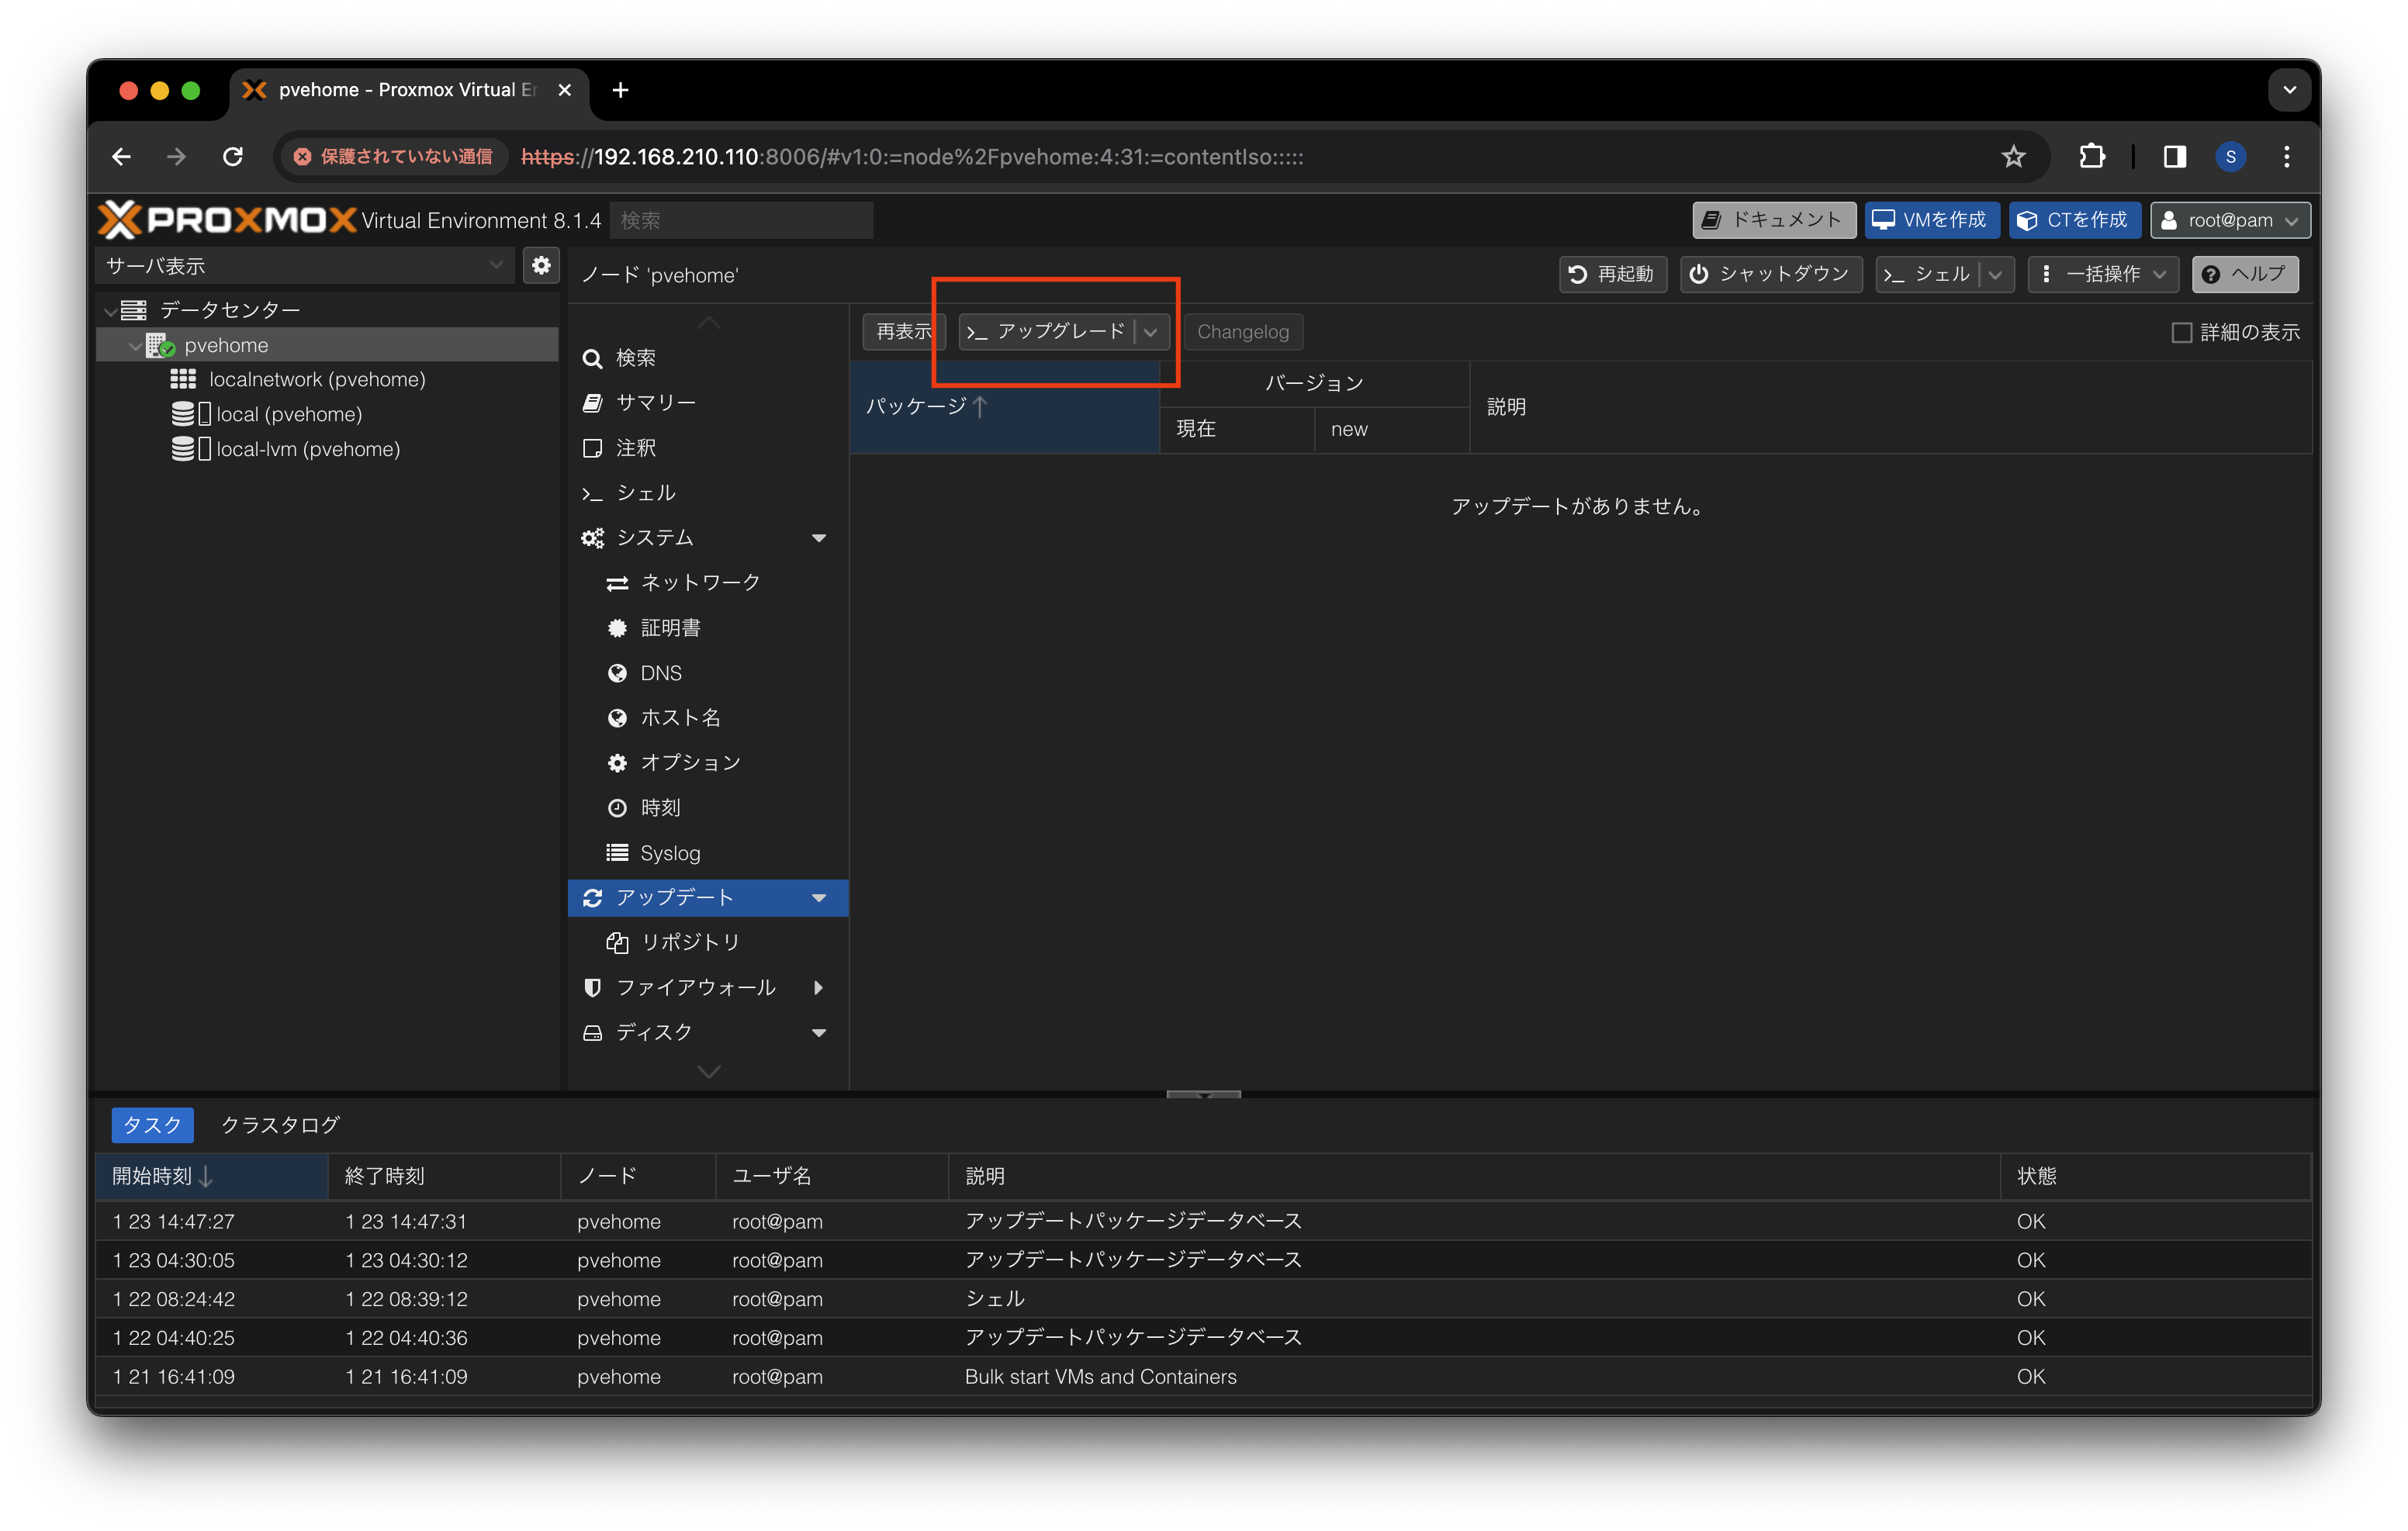 pvehome - Proxmox Virtual Er
保護されていない通信 https://192.168.210.110:8006/#v1:0:=node%2Fpvehome:4:31:=contentIso:::::
S
PROXMOX Virtual Environment 8.1.4 検索 ドキュメント VMを作成 CTを作成 root@pam
サーバ表示
ノード 'pvehome' 再起動 シャットダウン シェル 一括操作 ヘルプ
データセンター
pvehome
localnetwork (pvehome)
local (pvehome)
local-lvm (pvehome)
検索
サマリー
注釈
シェル
システム
ネットワーク
証明書
DNS
ホスト名
オプション
時刻
Syslog
アップデート
リポジトリ
ファイアウォール
ディスク
再表示 >_ アップグレード Changelog 詳細の表示
パッケージ バージョン 説明
現在 new
アップデートがありません。
タスク クラスタログ
開始時刻 終了時刻 ノード ユーザ名 説明 状態
1 23 14:47:27 1 23 14:47:31 pvehome root@pam アップデートパッケージデータベース OK
1 23 04:30:05 1 23 04:30:12 pvehome root@pam アップデートパッケージデータベース OK
1 22 08:24:42 1 22 08:39:12 pvehome root@pam シェル OK
1 22 04:40:25 1 22 04:40:36 pvehome root@pam アップデートパッケージデータベース OK
1 21 16:41:09 1 21 16:41:09 pvehome root@pam Bulk start VMs and Containers OK